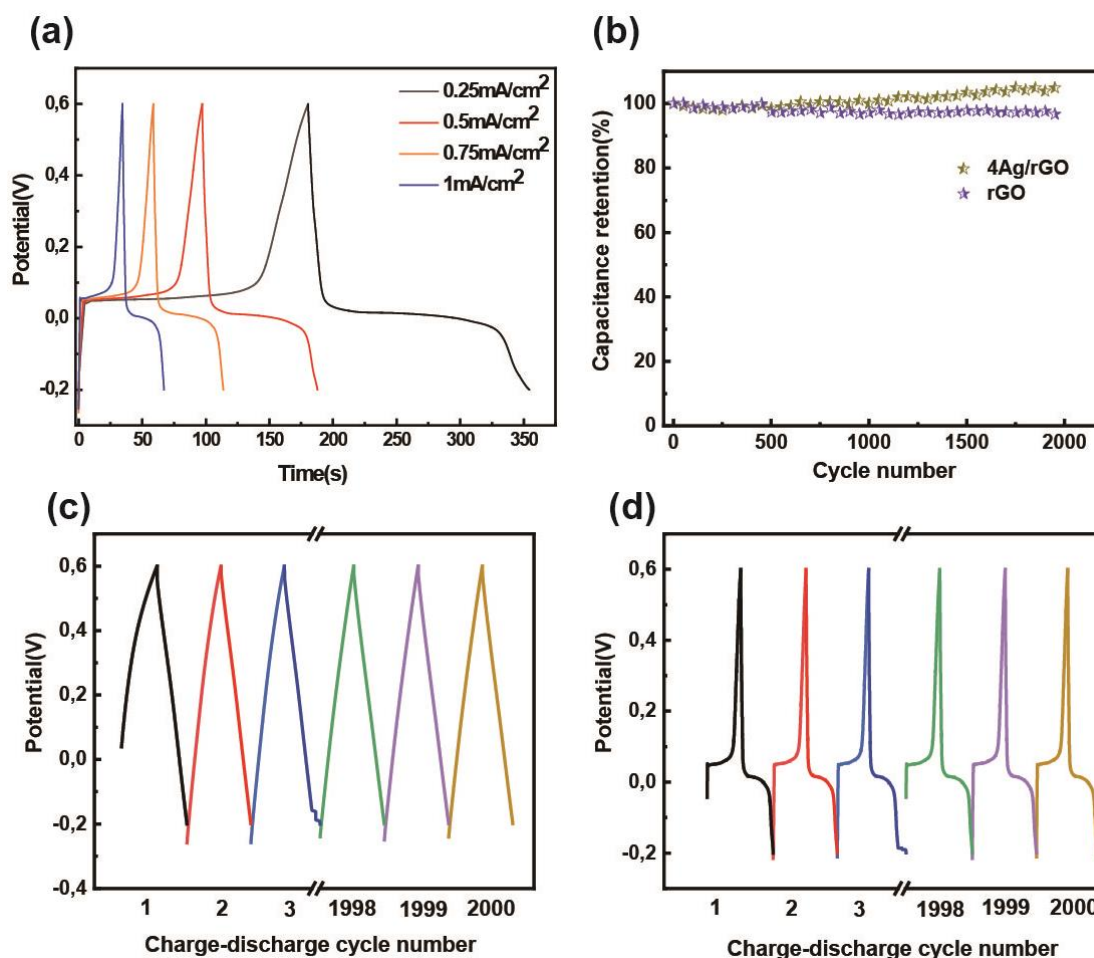 (a)
0,6
0,4
0,2
0,0
-0,2
Potential(V)
0.25mA/cm²
0.5mA/cm²
0.75mA/cm²
1mA/cm²
0 50 100 150 200 250 300 350
Time(s)
(b)
100
80
60
40
20
0
Capacitance retention(%)
4Ag/rGO
rGO
0 500 1000 1500 2000
Cycle number
(c)
0,6
0,4
0,2
0,0
-0,2
-0,4
Potential(V)
1 2 3 1998 1999 2000
Charge-discharge cycle number
(d)
0,6
0,4
0,2
0,0
-0,2
Potential(V)
1 2 3 1998 1999 2000
Charge-discharge cycle number